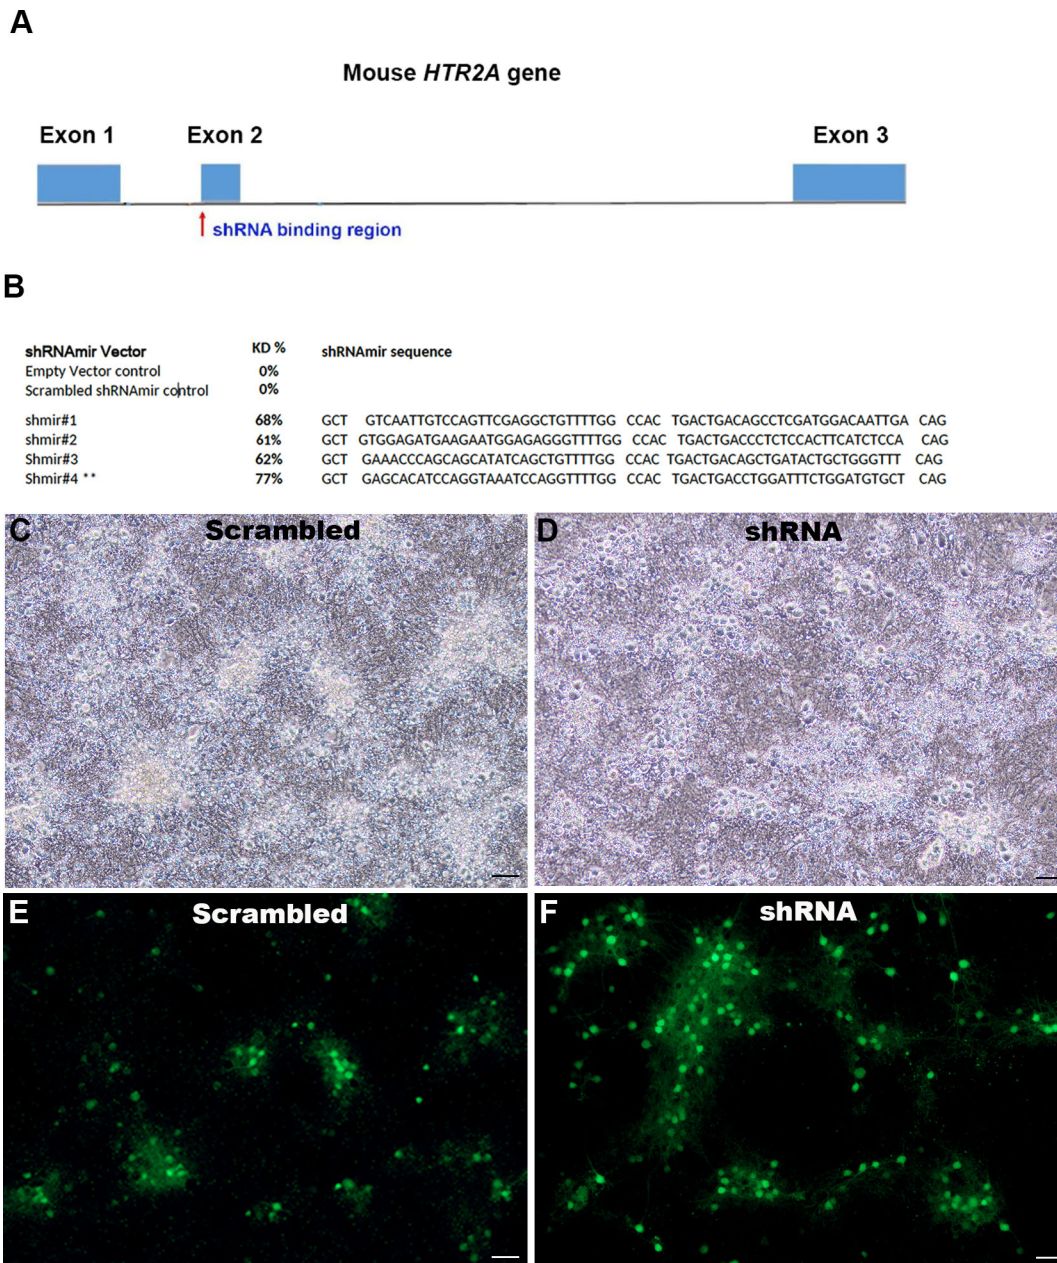 A
Mouse HTR2A gene
Exon 1 Exon 2 Exon 3
shRNA binding region
B
shRNAmir Vector KD % shRNAmir sequence
Empty Vector control 0%
Scrambled shRNAmir control 0%
shmir#1 68% GCT GTCAATTGTCCAGTTCGAGGCTGTTTTGG CCAC TGACTGACAGCCTCGATGGACAATTGA CAG
shmir#2 61% GCT GTGGAGATGAAGAATGGAGAGGGTTTTGG CCAC TGACTGACCCTCTCCACTTCATCTCCA CAG
Shmir#3 62% GCT GAAACCCAGCAGCATATCAGCTGTTTTGG CCAC TGACTGACAGCTGATACTGCTGGGTTT CAG
Shmir#4 ** 77% GCT GAGCACATCCAGGTAAATCCAGGTTTTGG CCAC TGACTGACCTGGATTTCTGGATGTGCT CAG
C Scrambled D shRNA
E Scrambled F shRNA